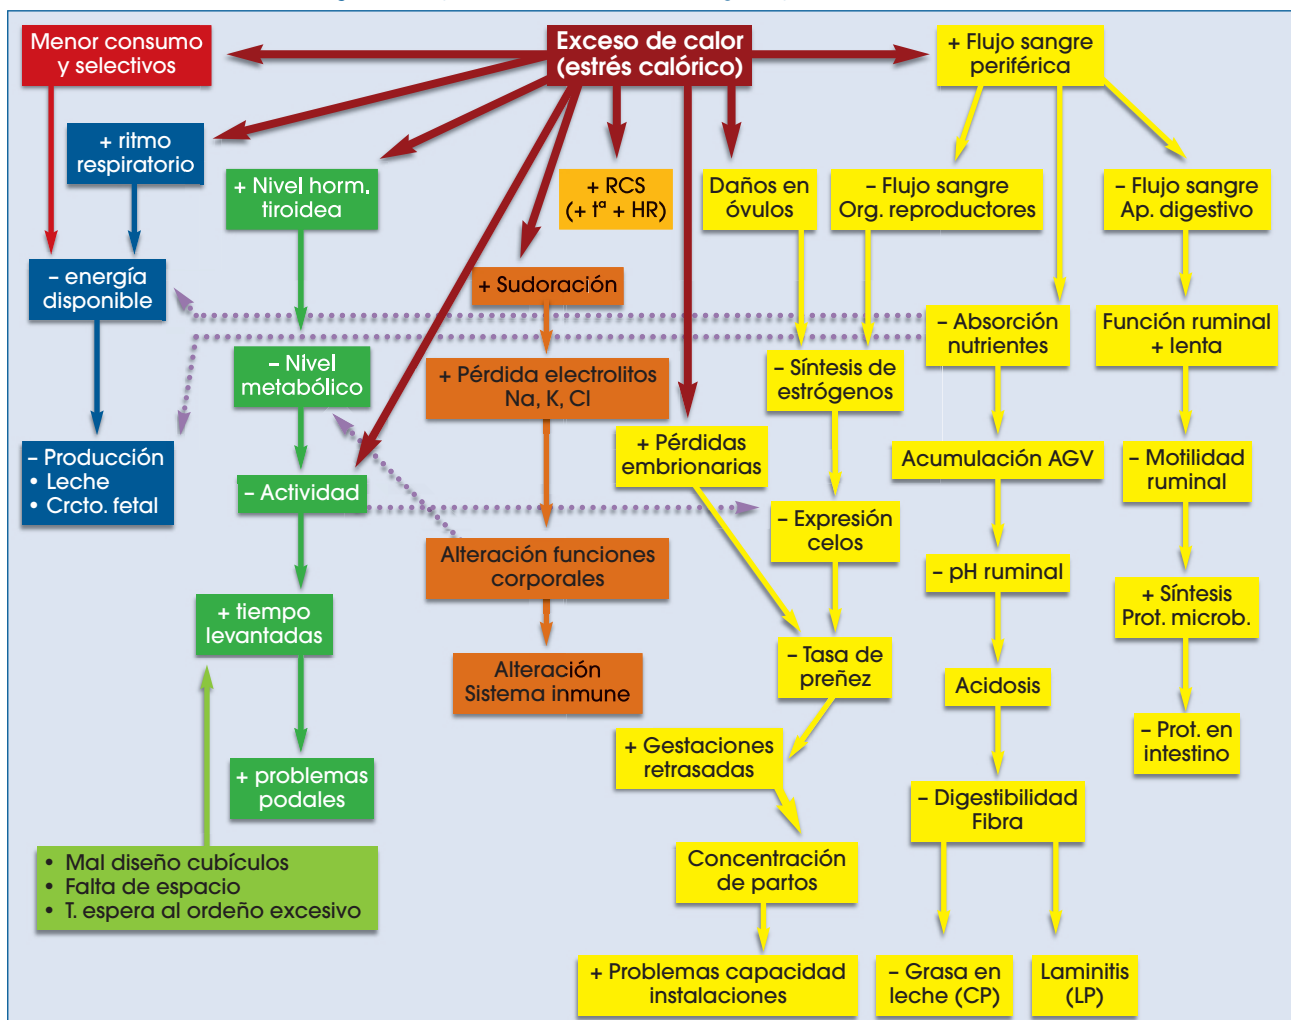 Menor consumo
y selectivos
Exceso de calor
(estrés calórico)
+ Flujo sangre
periférica
+ ritmo
respiratorio
+ Nivel horm.
tiroidea
+ RCS
(+ tª + HR)
Daños en
óvulos
– Flujo sangre
Org. reproductores
– Flujo sangre
Ap. digestivo
– energía
disponible
+ Sudoración
– Absorción
nutrientes
Función ruminal
+ lenta
– Nivel
metabólico
+ Pérdida electrolitos
Na, K, Cl
– Síntesis de
estrógenos
+ Pérdidas
embrionarias
Acumulación AGV
– Motilidad
ruminal
– Producción
• Leche
• Crcto. fetal
– Actividad
– Expresión
celos
Alteración funciones
corporales
– pH ruminal
+ Síntesis
Prot. microb.
+ tiempo
levantadas
Alteración
Sistema inmune
– Tasa de
preñez
Acidosis
– Prot. en
intestino
+ Gestaciones
retrasadas
+ problemas
podales
– Digestibilidad
Fibra
• Mal diseño cubículos
• Falta de espacio
• T. espera al ordeño excesivo
Concentración
de partos
+ Problemas capacidad
instalaciones
– Grasa en
leche (CP)
Laminitis
(LP)